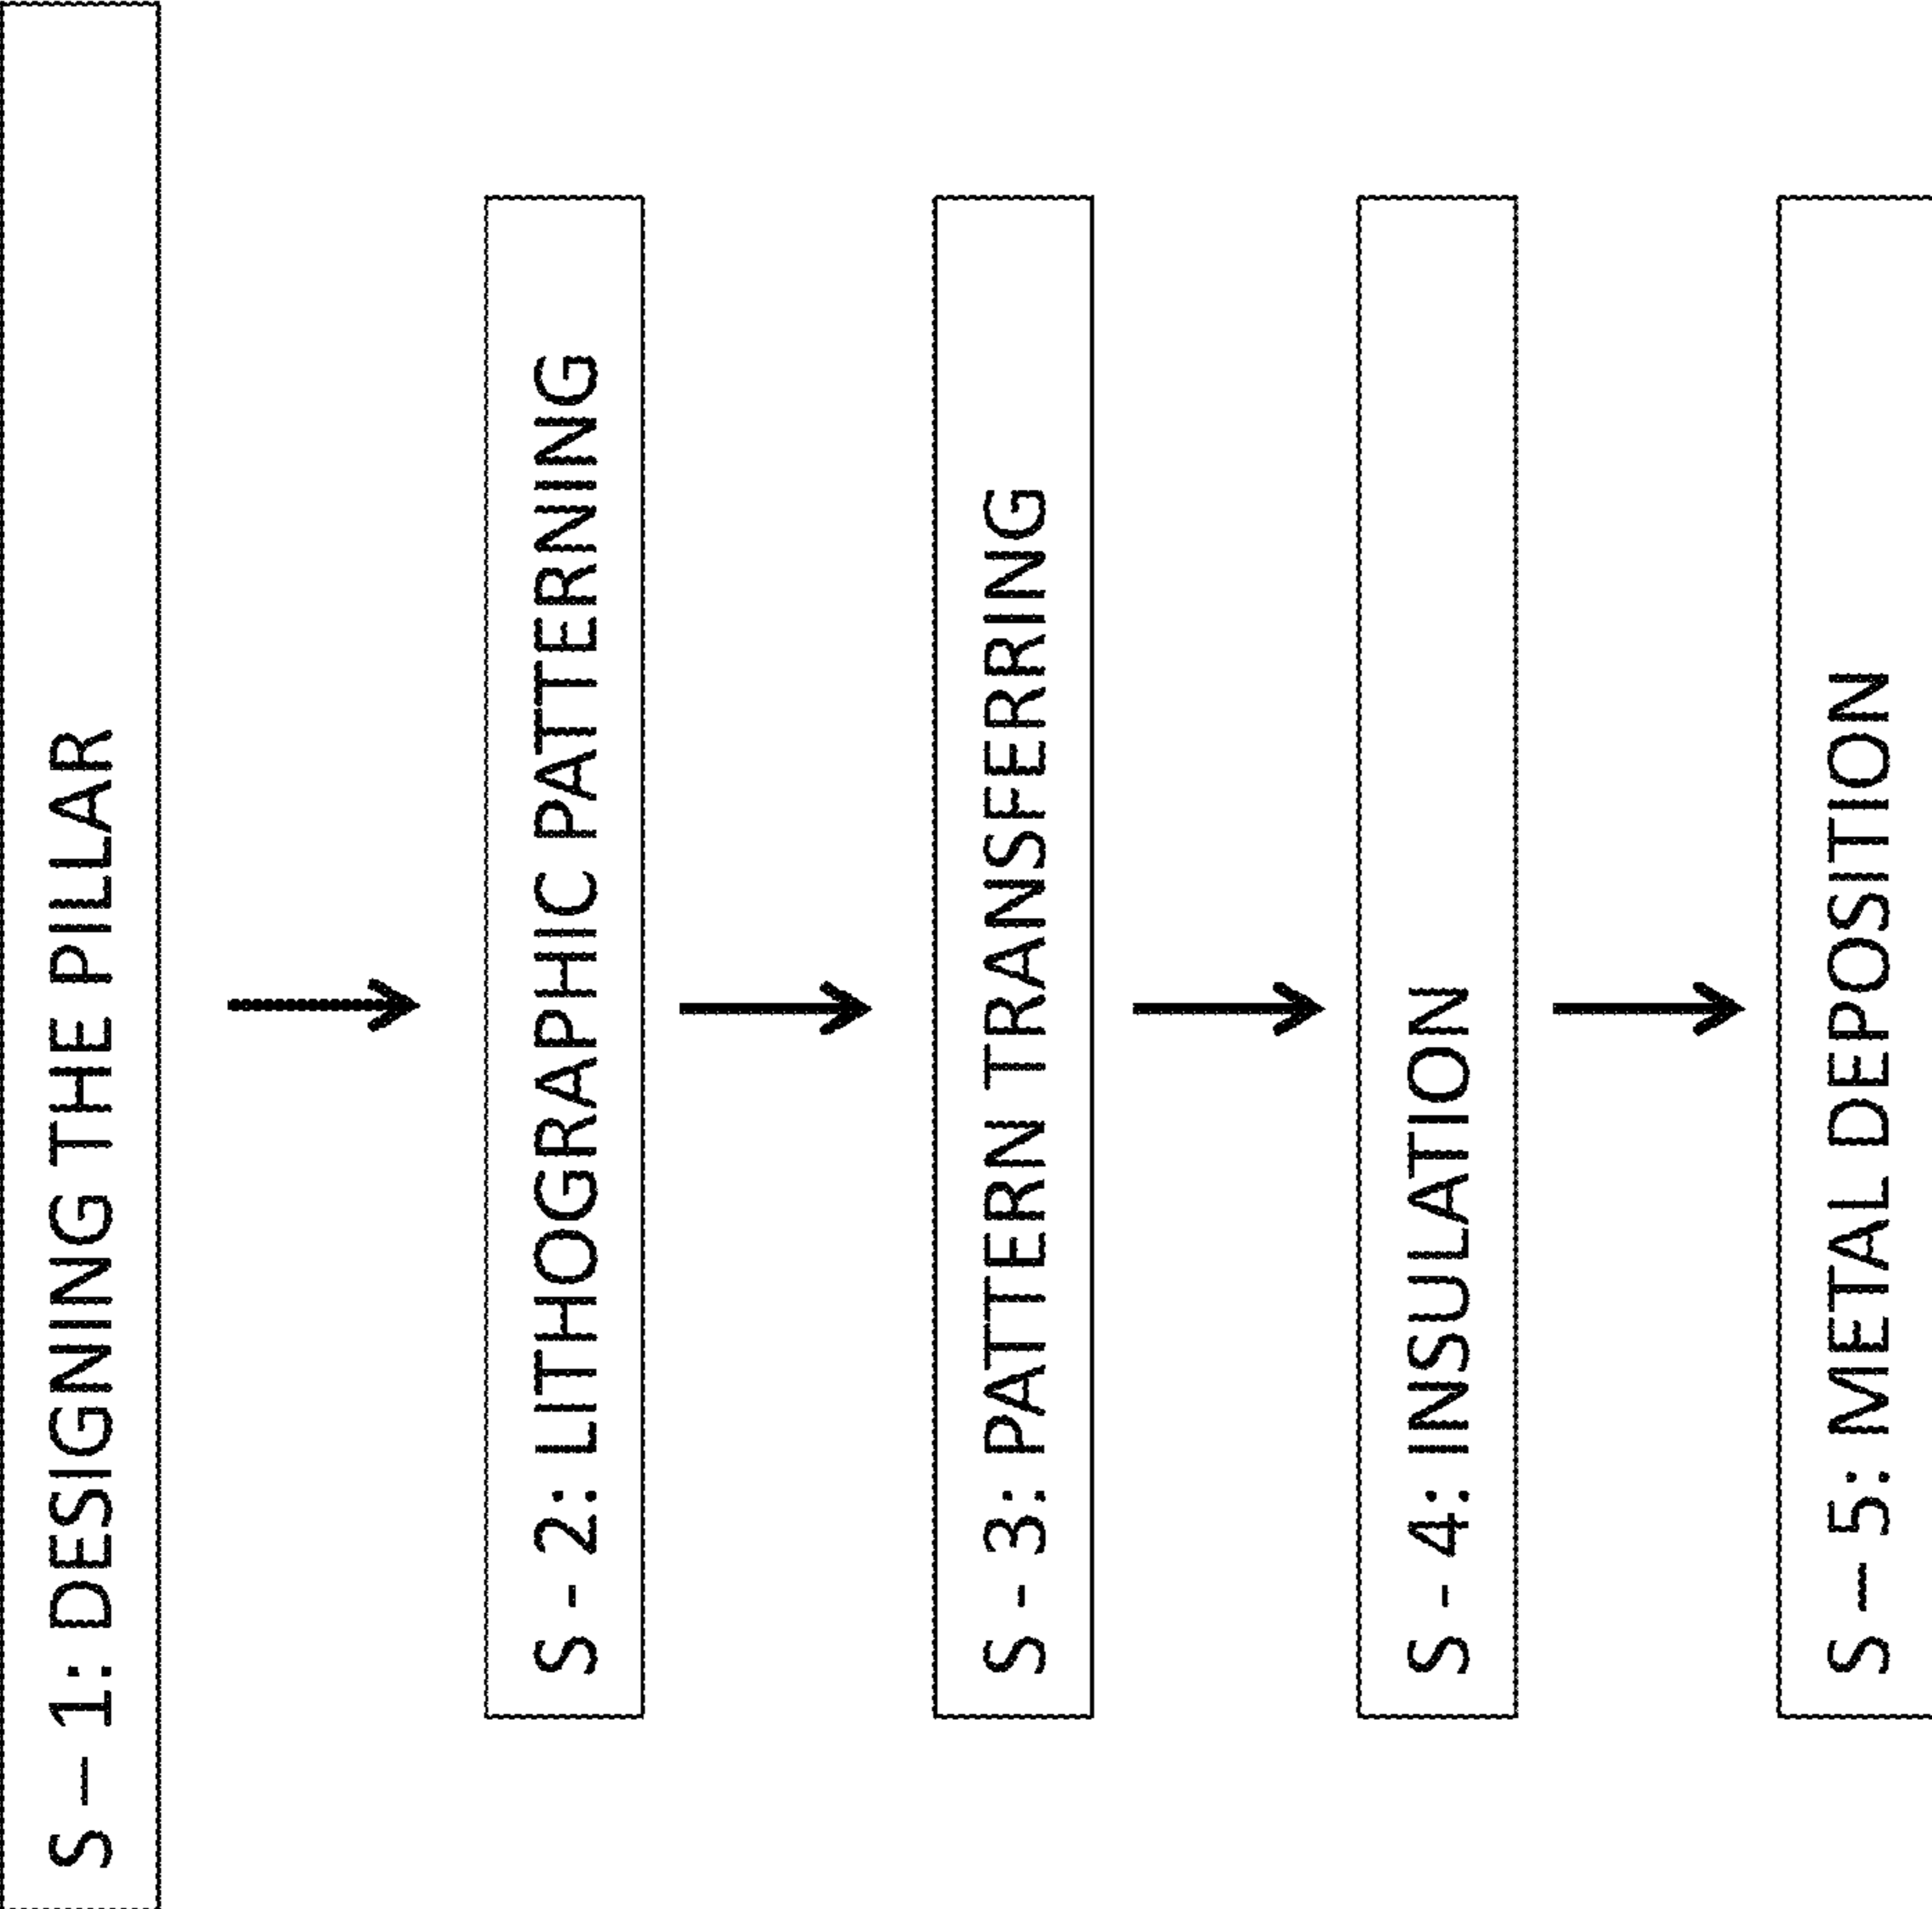 S – 1: DESIGNING THE PILLAR
S - 2: LITHOGRAPHIC PATTERNING
S - 3: PATTERN TRANSFERRING
S - 4: INSULATION
S – 5: METAL DEPOSITION